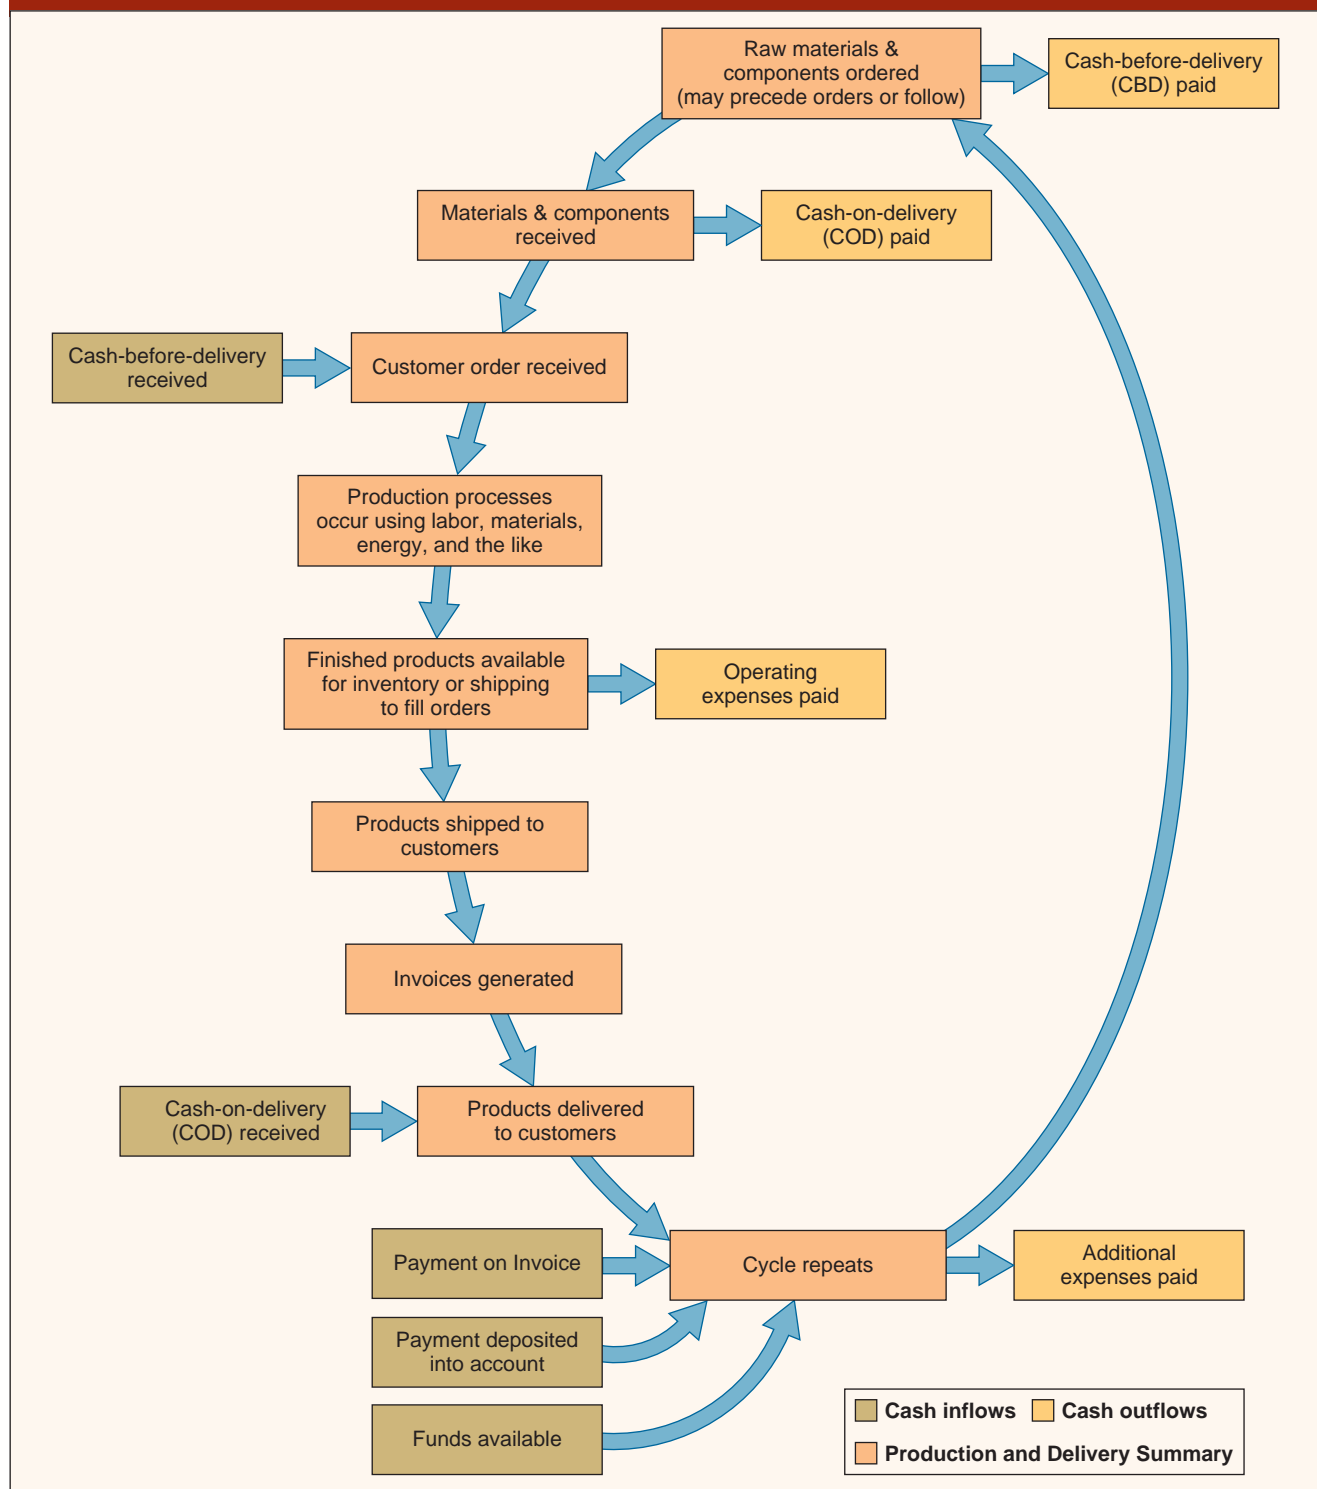 Raw materials &
components ordered
(may precede orders or follow)
Cash-before-delivery
(CBD) paid
Materials & components
received
Cash-on-delivery
(COD) paid
Cash-before-delivery
received
Customer order received
Production processes
occur using labor, materials,
energy, and the like
Finished products available
for inventory or shipping
to fill orders
Operating
expenses paid
Products shipped to
customers
Invoices generated
Cash-on-delivery
(COD) received
Products delivered
to customers
Payment on Invoice
Cycle repeats
Additional
expenses paid
Payment deposited
into account
Funds available
Cash inflows
Cash outflows
Production and Delivery Summary